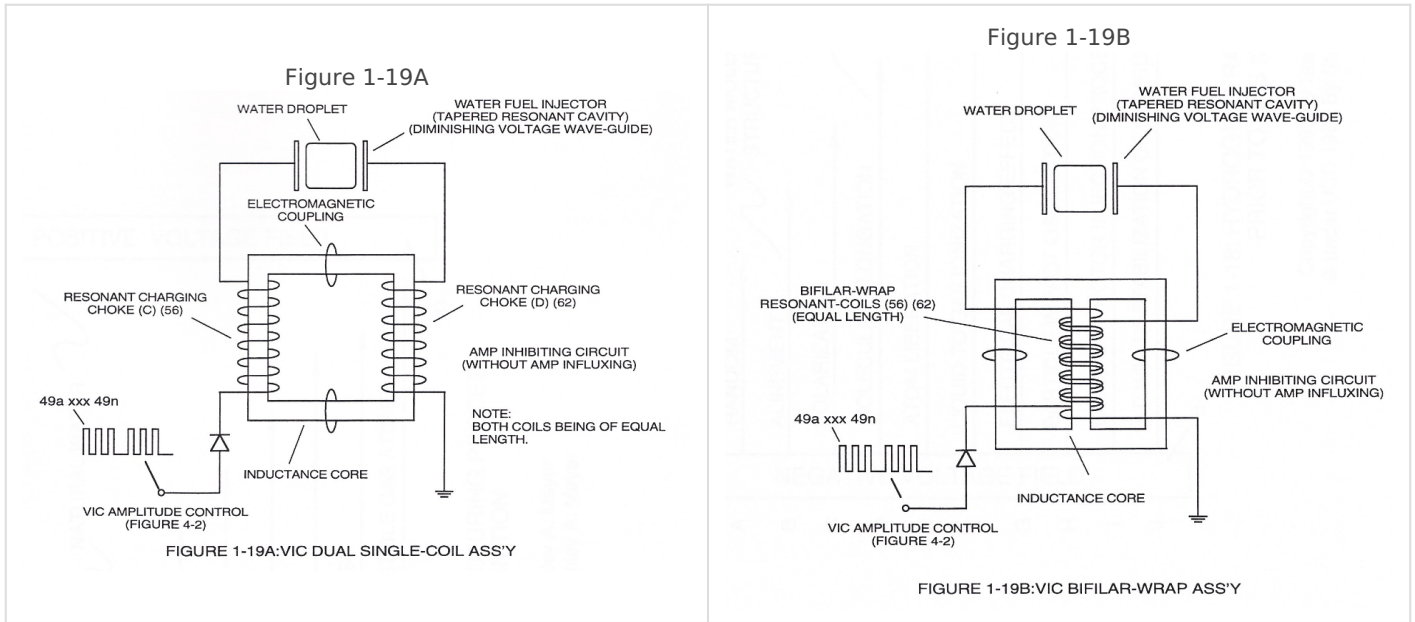 Figure 1-19A
WATER DROPLET
WATER FUEL INJECTOR
(TAPERED RESONANT CAVITY)
(DIMINISHING VOLTAGE WAVE-GUIDE)
ELECTROMAGNETIC
COUPLING
RESONANT CHARGING
CHOKE (C) (56)
RESONANT CHARGING
CHOKE (D) (62)
AMP INHIBITING CIRCUIT
(WITHOUT AMP INFLUXING)
49a xxx 49n
NOTE:
BOTH COILS BEING OF EQUAL
LENGTH.
INDUCTANCE CORE
VIC AMPLITUDE CONTROL
(FIGURE 4-2)
FIGURE 1-19A:VIC DUAL SINGLE-COIL ASS'Y
Figure 1-19B
WATER DROPLET
WATER FUEL INJECTOR
(TAPERED RESONANT CAVITY)
(DIMINISHING VOLTAGE WAVE-GUIDE)
BIFILAR-WRAP
RESONANT-COILS (56) (62)
(EQUAL LENGTH)
ELECTROMAGNETIC
COUPLING
AMP INHIBITING CIRCUIT
(WITHOUT AMP INFLUXING)
49a xxx 49n
INDUCTANCE CORE
VIC AMPLITUDE CONTROL
(FIGURE 4-2)
FIGURE 1-19B:VIC BIFILAR-WRAP ASS'Y